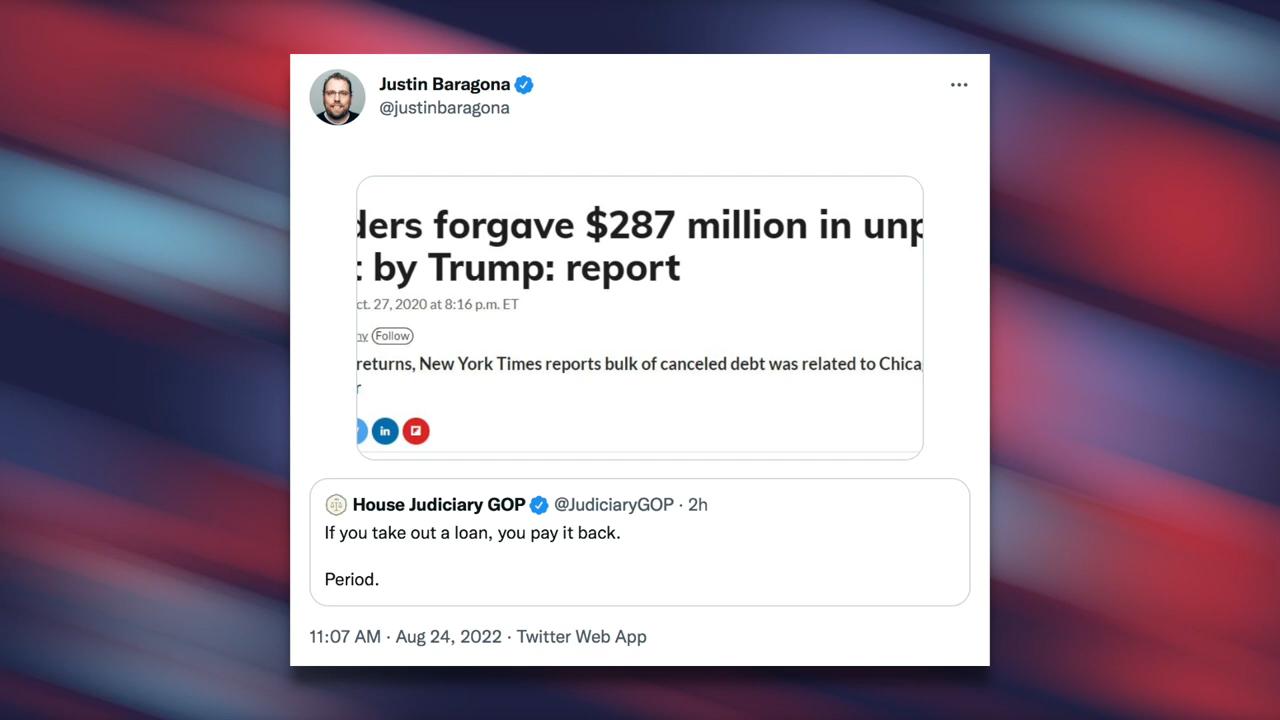 Justin Baragona
@justinbaragona
ders forgave $287 million in unp
t by Trump: report
ct. 27, 2020 at 8:16 p.m. ET
ny Follow
returns, New York Times reports bulk of canceled debt was related to Chica
r
in
House Judiciary GOP @JudiciaryGOP · 2h
If you take out a loan, you pay it back.
Period.
11:07 AM · Aug 24, 2022 · Twitter Web App